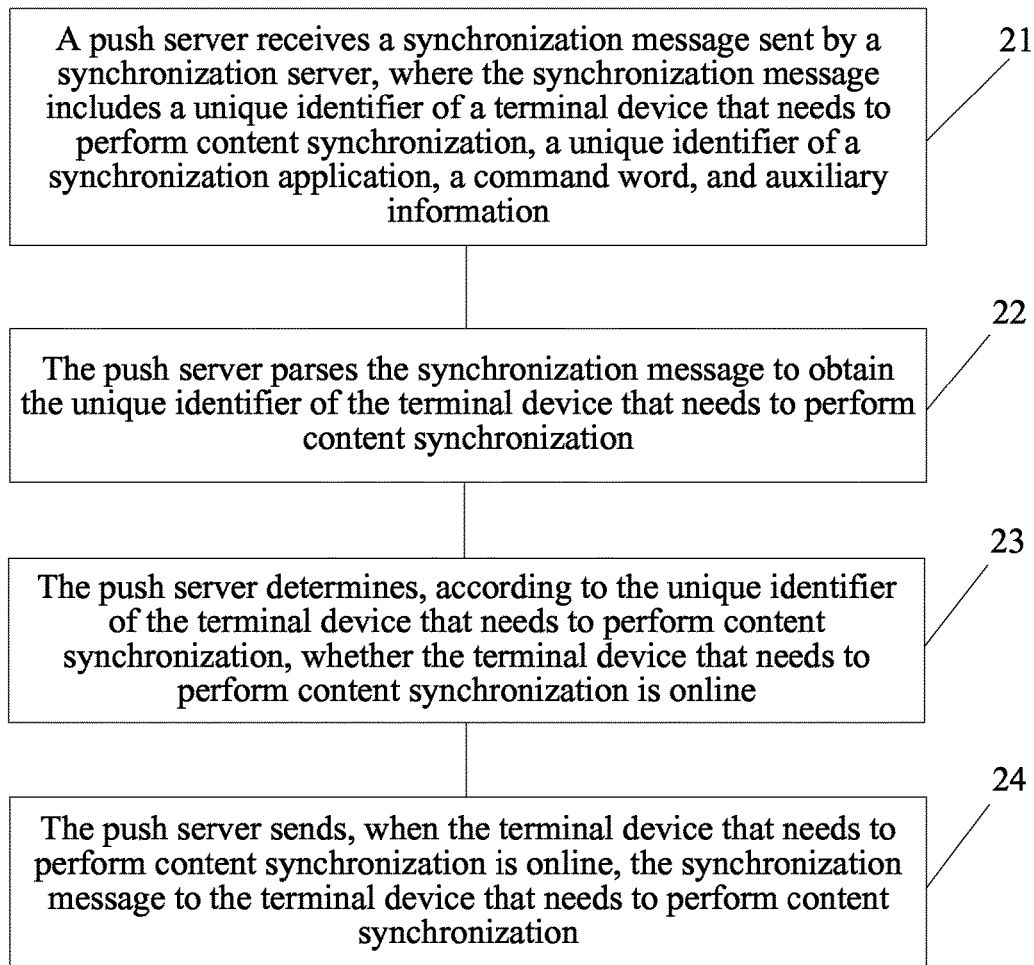 A push server receives a synchronization message sent by a
synchronization server, where the synchronization message
includes a unique identifier of a terminal device that needs to
perform content synchronization, a unique identifier of a
synchronization application, a command word, and auxiliary
information
21
The push server parses the synchronization message to obtain
the unique identifier of the terminal device that needs to perform
content synchronization
22
The push server determines, according to the unique identifier
of the terminal device that needs to perform content
synchronization, whether the terminal device that needs to
perform content synchronization is online
23
The push server sends, when the terminal device that needs to
perform content synchronization is online, the synchronization
message to the terminal device that needs to perform content
synchronization
24